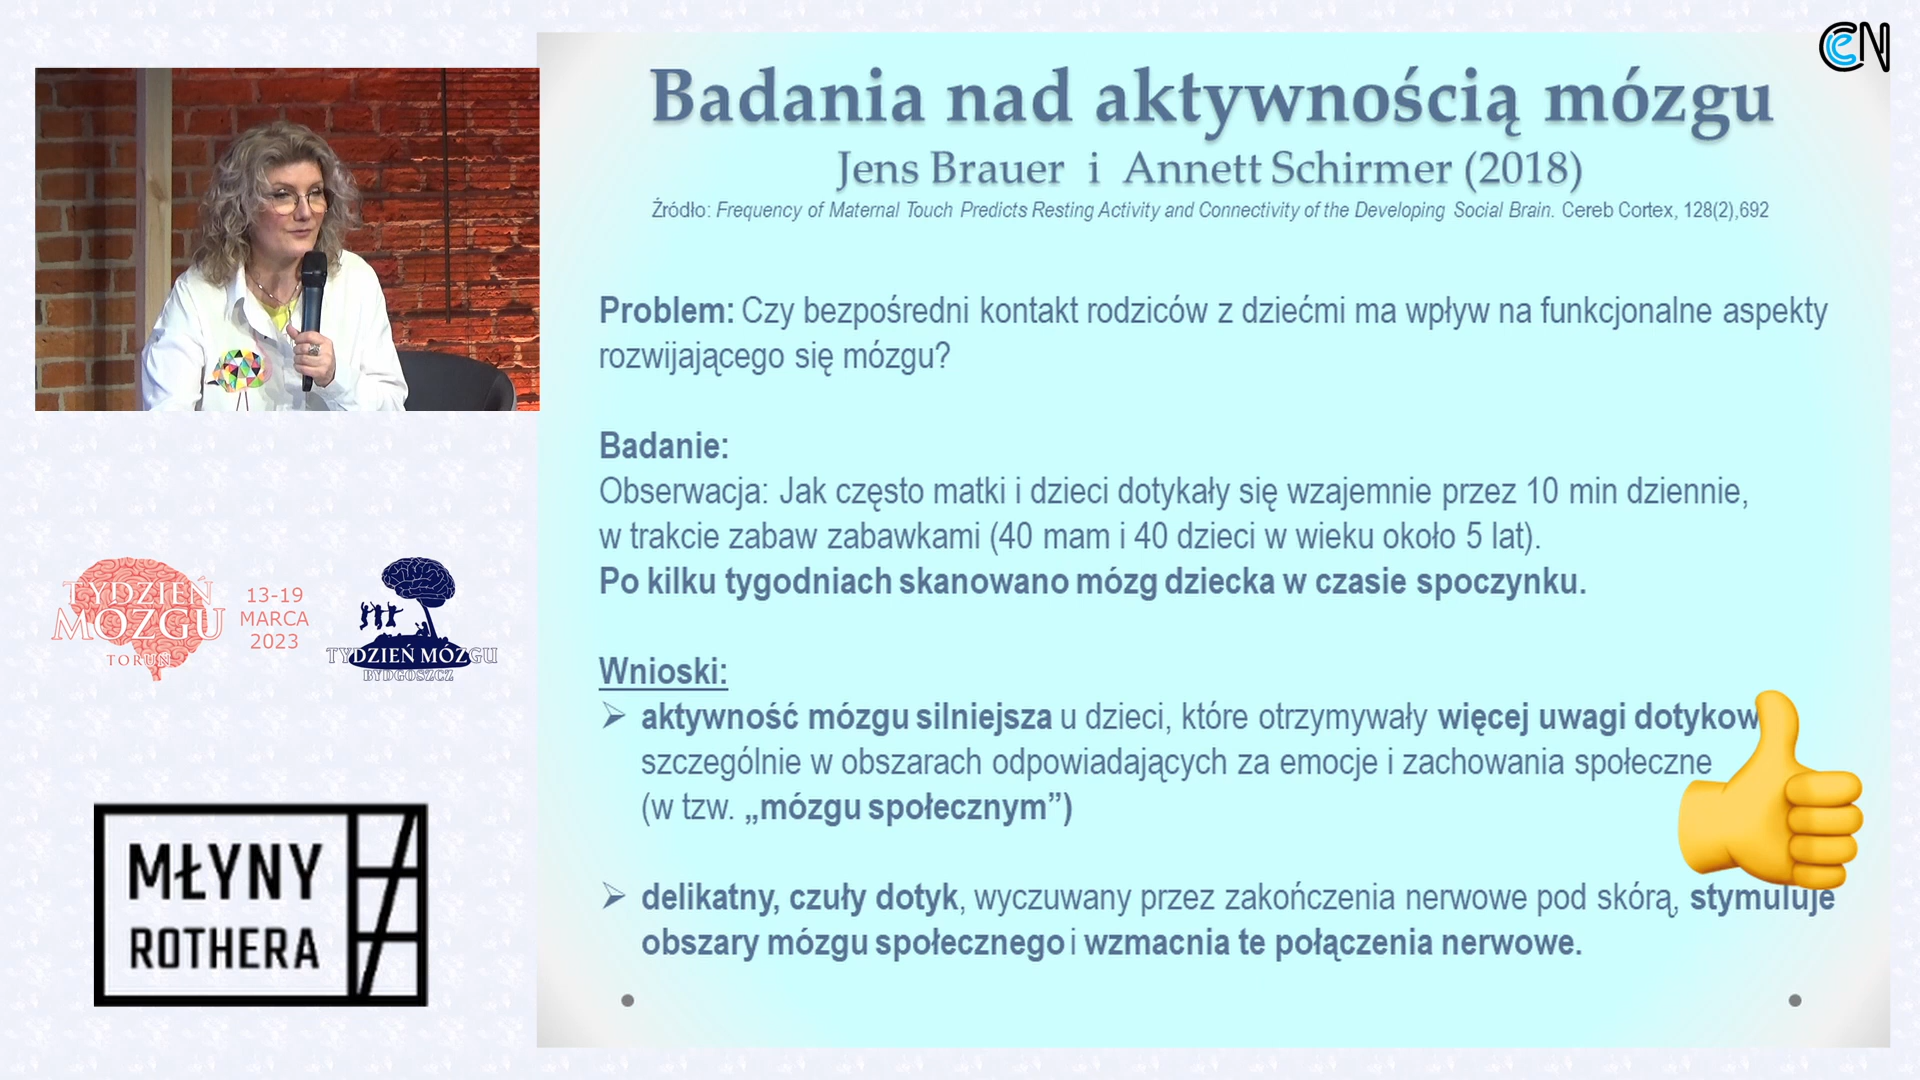 CeN
Badania nad aktywnością mózgu
Jens Brauer i Annett Schirmer (2018)
Źródło: Frequency of Maternal Touch Predicts Resting Activity and Connectivity of the Developing Social Brain. Cereb Cortex, 128(2),692
Problem: Czy bezpośredni kontakt rodziców z dziećmi ma wpływ na funkcjonalne aspekty
rozwijającego się mózgu?
Badanie:
Obserwacja: Jak często matki i dzieci dotykały się wzajemnie przez 10 min dziennie,
w trakcie zabaw zabawkami (40 mam i 40 dzieci w wieku około 5 lat).
Po kilku tygodniach skanowano mózg dziecka w czasie spoczynku.
Wnioski:
aktywność mózgu silniejsza u dzieci, które otrzymywały więcej uwagi dotykow
szczególnie w obszarach odpowiadających za emocje i zachowania społeczne
(w tzw. „mózgu społecznym”)
delikatny, czuły dotyk, wyczuwany przez zakończenia nerwowe pod skórą, stymuluje
obszary mózgu społecznego i wzmacnia te połączenia nerwowe.
TYDZIEŃ
MÓZGU
TORUŃ
13-19
MARCA
2023
TYDZIEŃ MÓZGU
BYDGOSZCZ
MŁYNY
ROTHERA